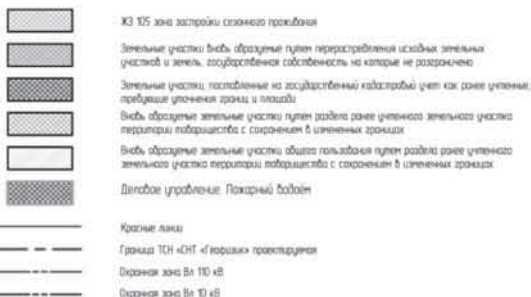 ЖЗ 105 зона застройки сезонного проживания
Земельные участки вновь образуемые путем перераспределения исходных земельных
участков и земель, государственная собственность на которые не разграничена
Земельные участки, поставленные на государственный кадастровый учет как ранее учтенные,
требующие уточнения границ и площади
Вновь образуемые земельные участки путем раздела ранее учтенного земельного участка
территории товарищества с сохранением в измененных границах
Вновь образуемые земельные участки общего пользования путем раздела ранее учтенного
земельного участка территории товарищества с сохранением в измененных границах
Деловое управление. Пожарный водоём
Красные линии
Граница ТСН «СНТ «Геофизик» проектируемая
Охранная зона Вл 110 кВ
Охранная зона Вл 10 кВ